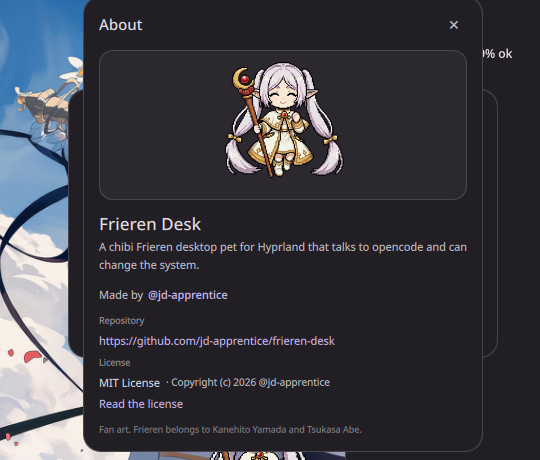 About
9% ok
Frieren Desk
A chibi Frieren desktop pet for Hyprland that talks to opencode and can
change the system.
Made by @jd-apprentice
Repository
https://github.com/jd-apprentice/frieren-desk
License
MIT License · Copyright (c) 2026 @jd-apprentice
Read the license
Fan art. Frieren belongs to Kanehito Yamada and Tsukasa Abe.